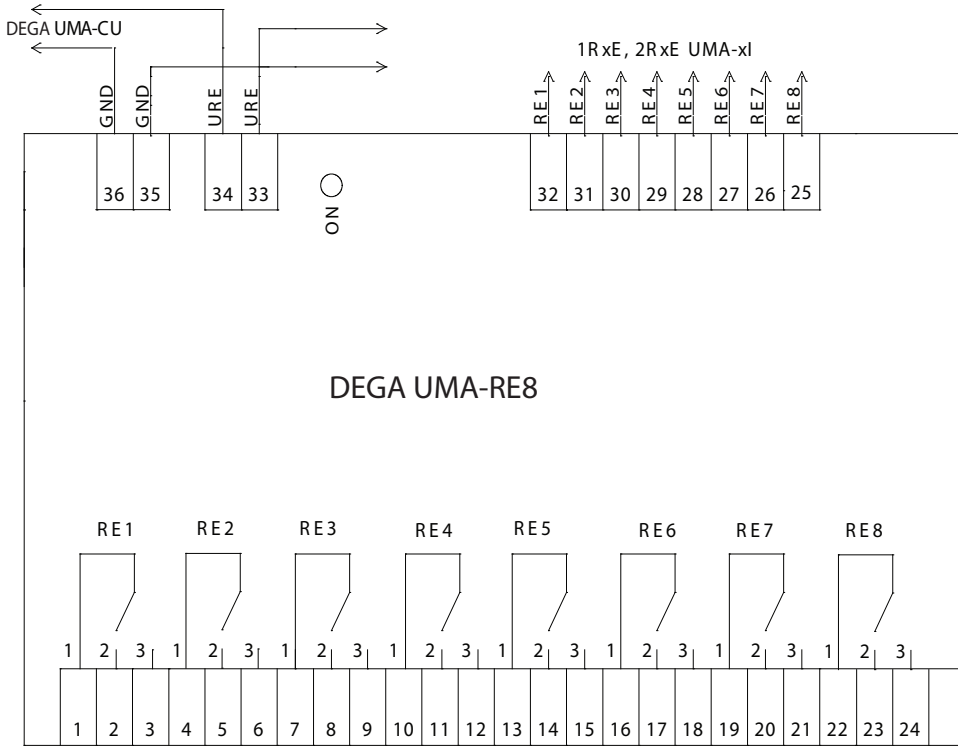 DEGA UMA-CU
1RxE, 2RxE UMA-xI
GND GND URE URE RE1 RE2 RE3 RE4 RE5 RE6 RE7 RE8
36 35 34 33 32 31 30 29 28 27 26 25
ON
DEGA UMA-RE8
RE1 RE2 RE3 RE4 RE5 RE6 RE7 RE8
1 2 3 1 2 3 1 2 3 1 2 3 1 2 3 1 2 3 1 2 3 1 2 3
1 2 3 4 5 6 7 8 9 10 11 12 13 14 15 16 17 18 19 20 21 22 23 24